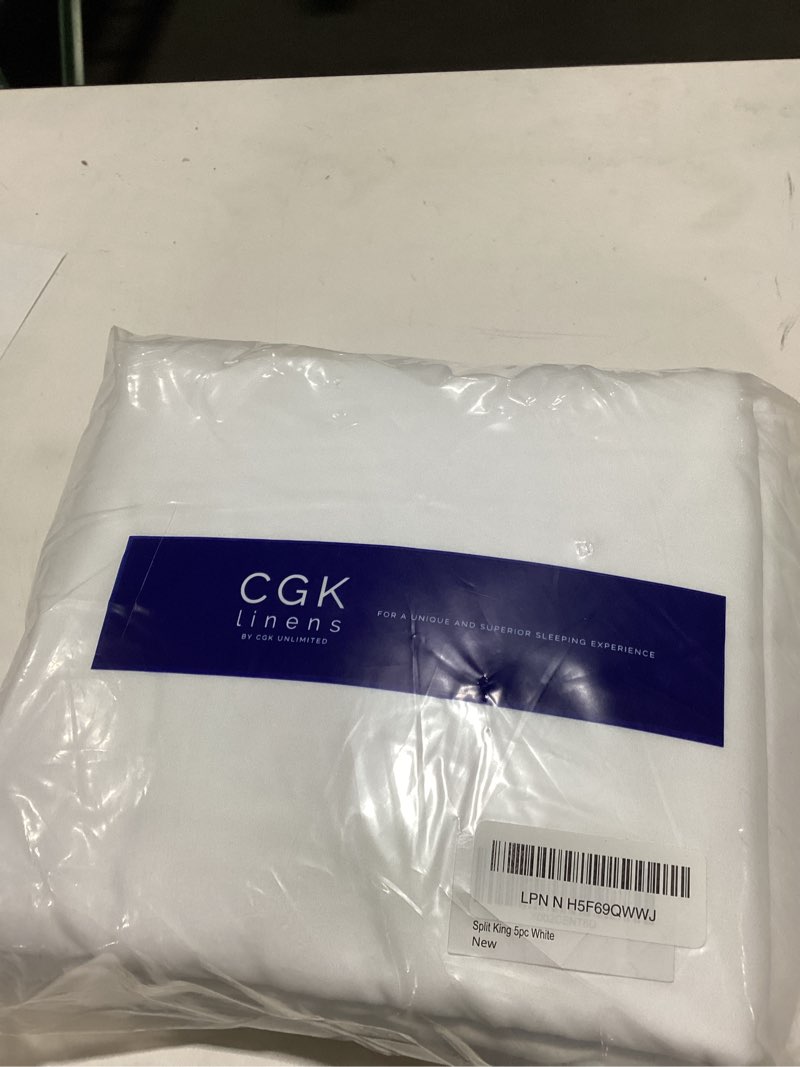 CGK
linens
BY CGK UNLIMITED
FOR A UNIQUE AND SUPERIOR SLEEPING EXPERIENCE
LPN N H5F69QWWJ
Split King 5pc White
New